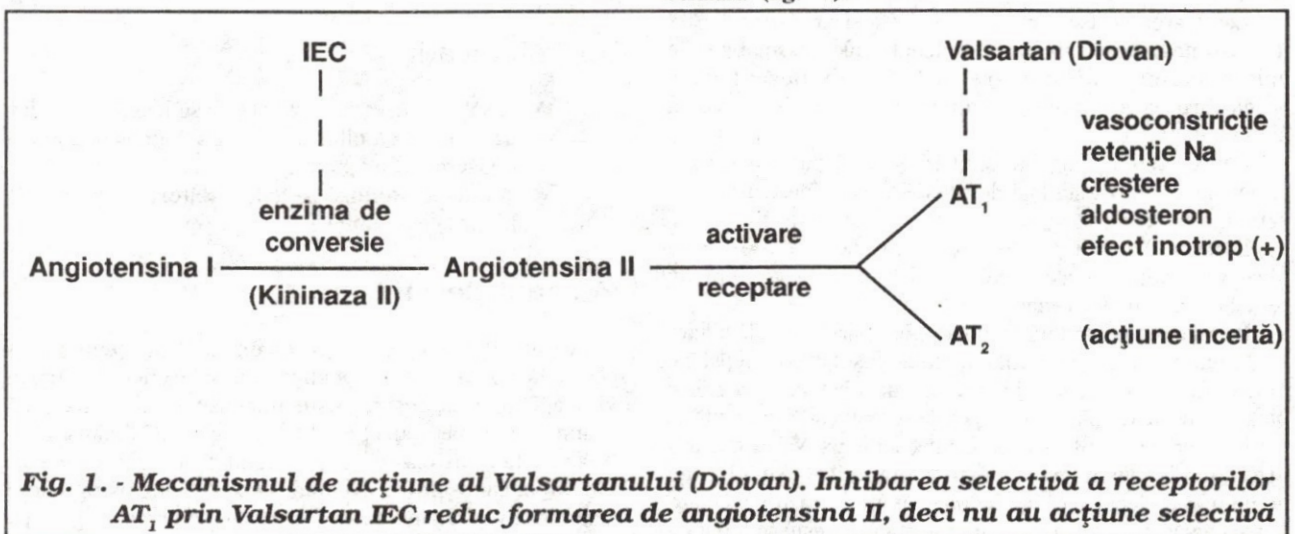 IEC
Valsartan (Diovan)
vasoconstricţie
retenţie Na
creştere
aldosteron
efect inotrop (+)
AT₁
enzima de
conversie
activare
Angiotensina I
Angiotensina II
(Kininaza II)
receptare
AT₂
(acţiune incertă)
Fig. 1. - Mecanismul de acţiune al Valsartanului (Diovan). Inhibarea selectivă a receptorilor
AT₁ prin Valsartan IEC reduc formarea de angiotensină II, deci nu au acţiune selectivă